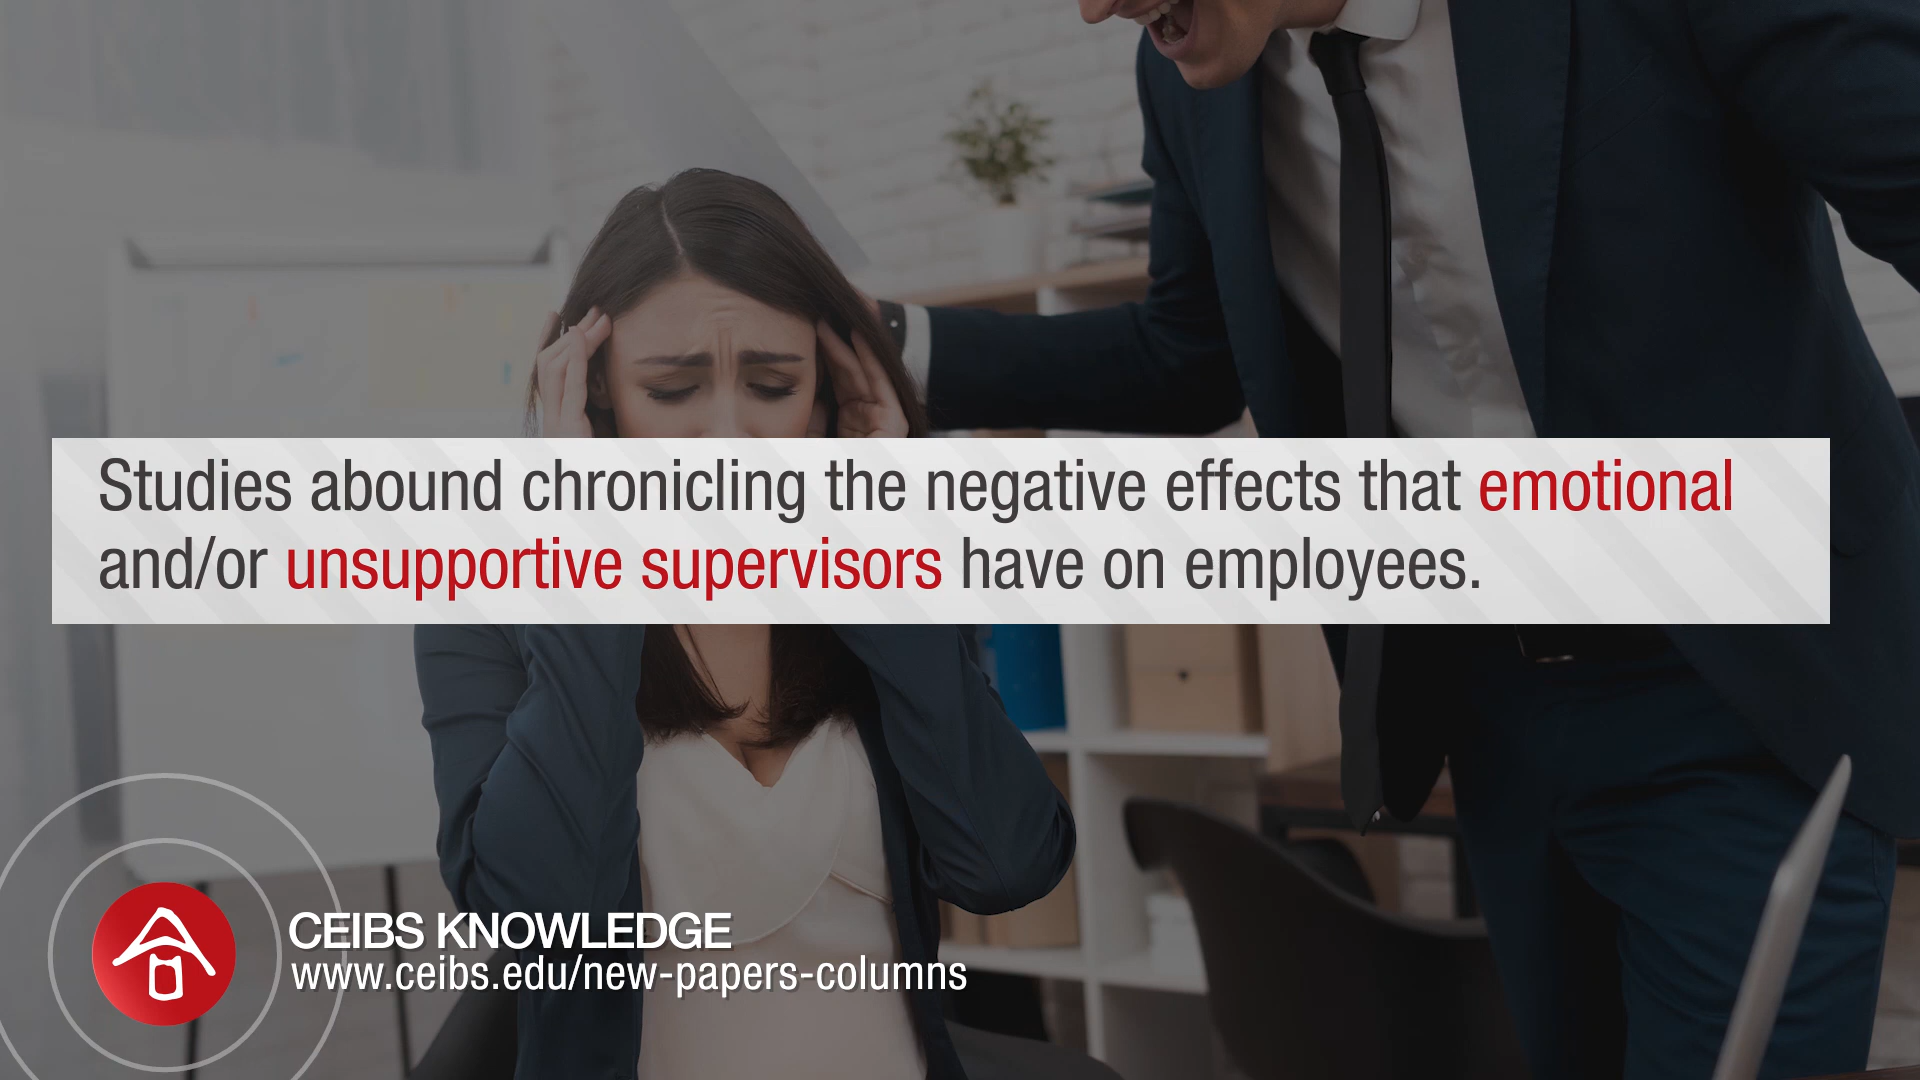 Studies abound chronicling the negative effects that emotional
and/or unsupportive supervisors have on employees.
CEIBS KNOWLEDGE
www.ceibs.edu/new-papers-columns